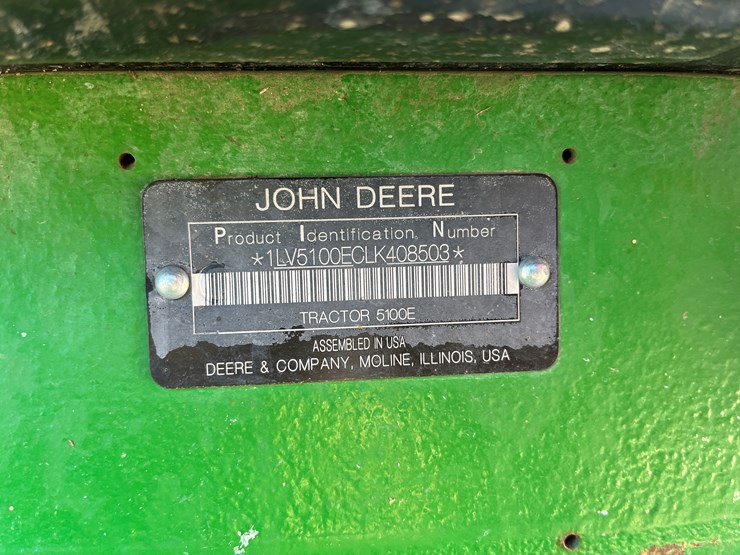 JOHN DEERE
Product Identification Number
*1LV5100ECLK408503*
TRACTOR 5100E
ASSEMBLED IN USA
DEERE & COMPANY, MOLINE, ILLINOIS, USA